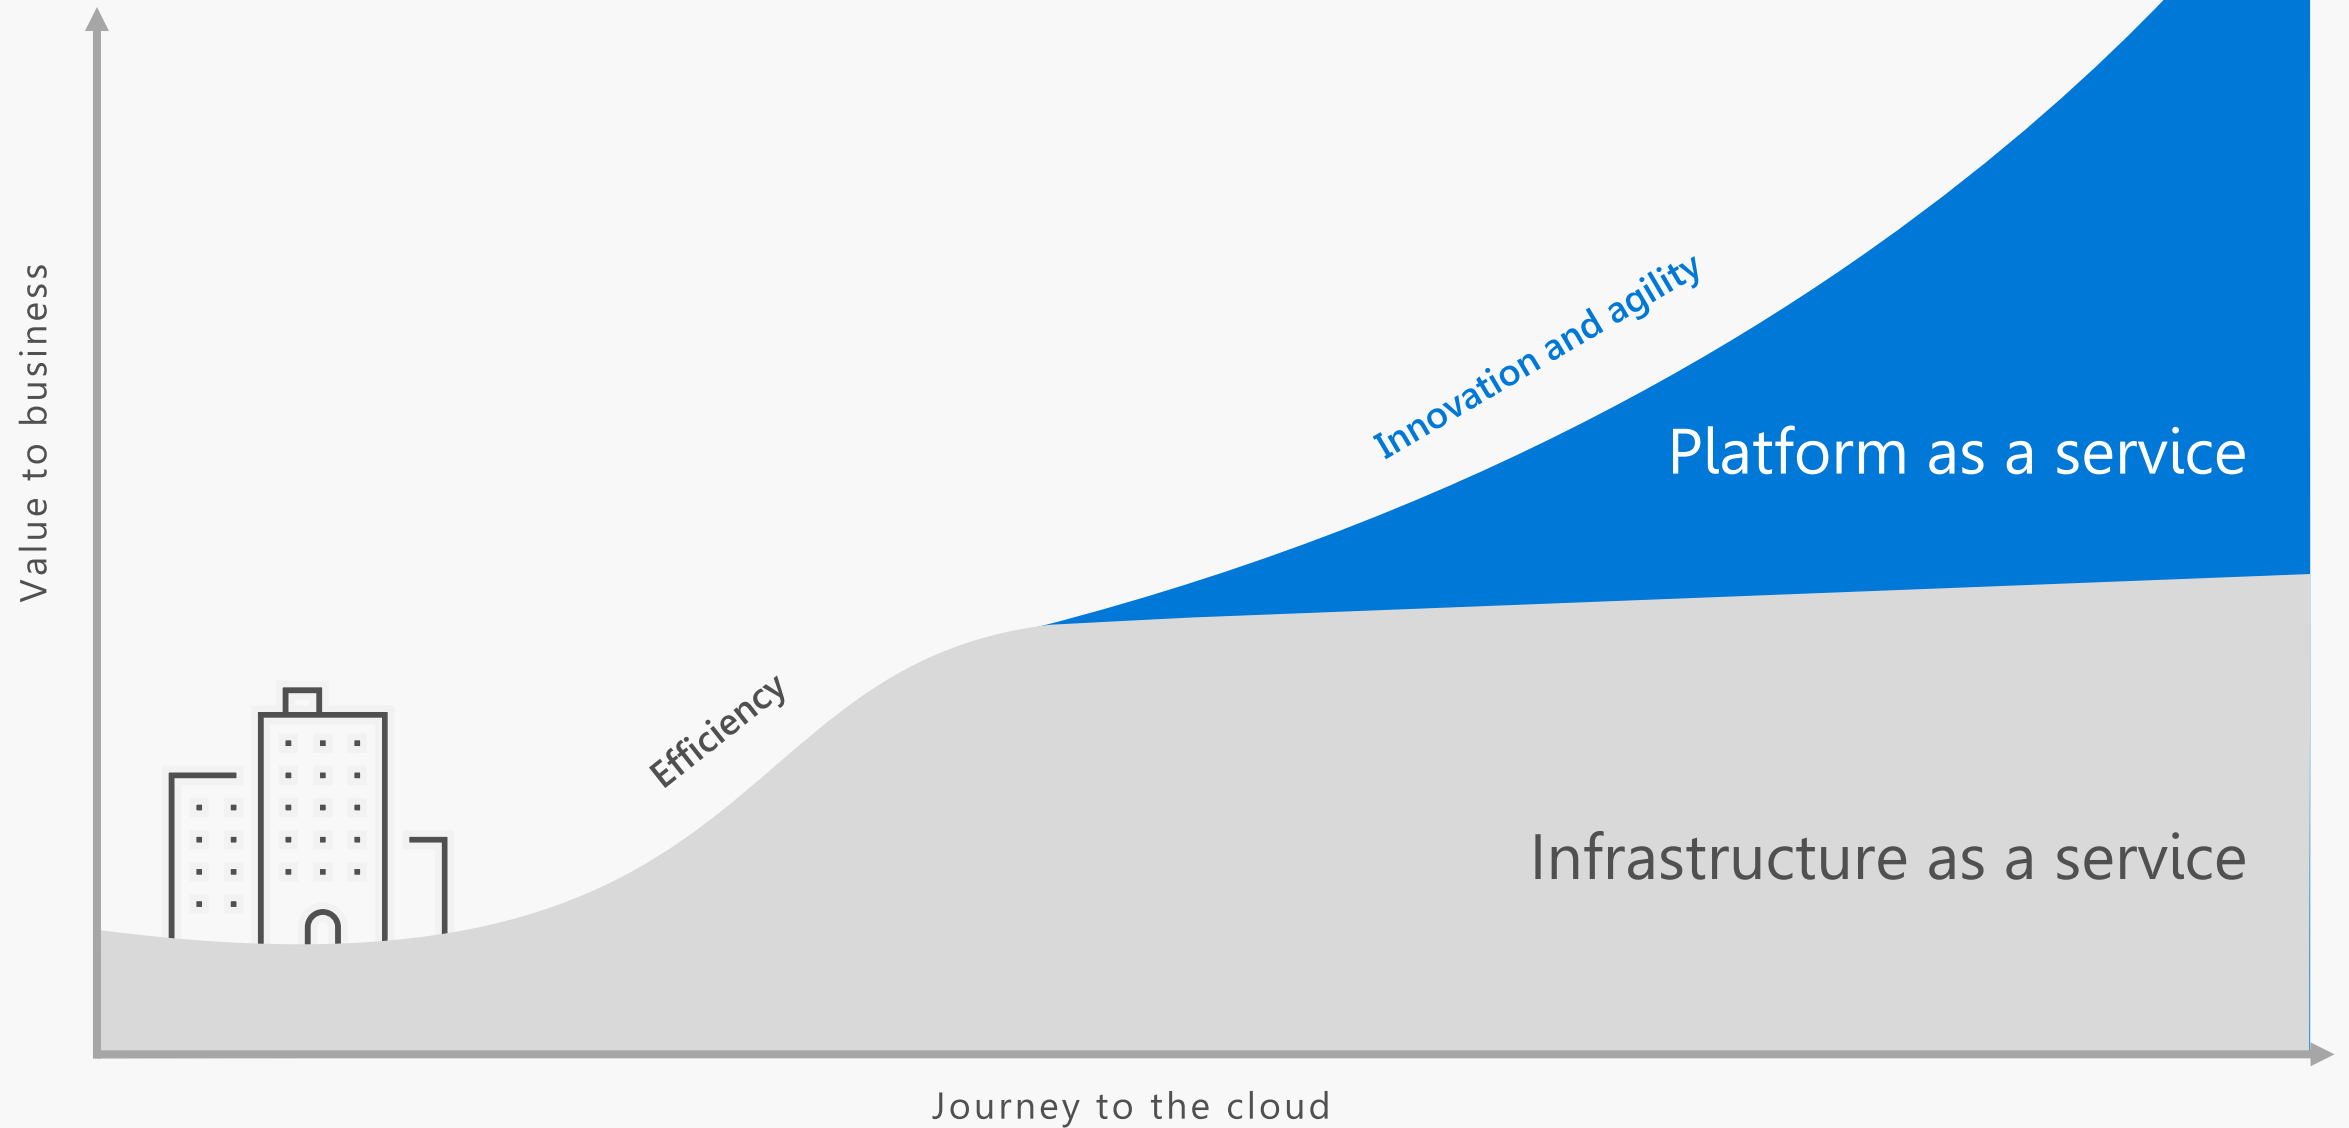 Value to business
Innovation and agility
Platform as a service
Efficiency
Infrastructure as a service
Journey to the cloud